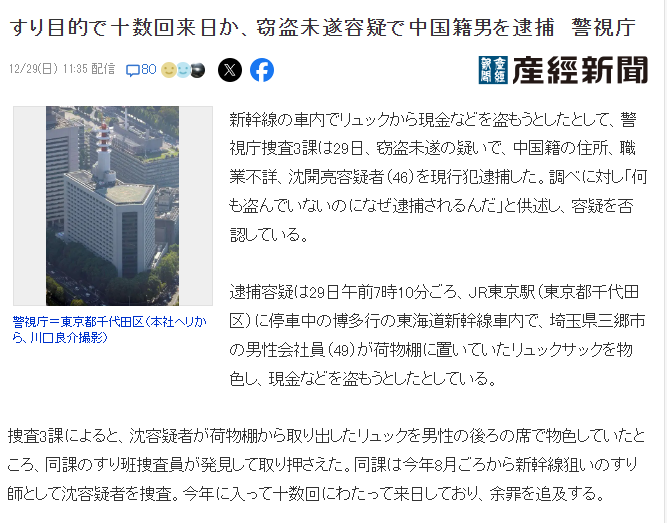 すり目的で十数回来日か、窃盗未遂容疑で中国籍男を逮捕　警視庁
12/29(日) 11:35 配信
80
産経新聞
産經新聞
警視庁＝東京都千代田区（本社ヘリか
ら、川口良介撮影）
新幹線の車内でリュックから現金などを盗もうとしたとして、警
視庁捜査3課は29日、窃盗未遂の疑いで、中国籍の住所、職
業不詳、沈開亮容疑者（46）を現行犯逮捕した。調べに対し「何
も盗んでいないのになぜ逮捕されるんだ」と供述し、容疑を否
認している。
逮捕容疑は29日午前7時10分ごろ、JR東京駅（東京都千代田
区）に停車中の博多行の東海道新幹線車内で、埼玉県三郷市
の男性会社員（49）が荷物棚に置いていたリュックサックを物
色し、現金などを盗もうとしたとしている。
捜査3課によると、沈容疑者が荷物棚から取り出したリュックを男性の後ろの席で物色していたと
ころ、同課のすり班捜査員が発見して取り押さえた。同課は今年8月ごろから新幹線狙いのすり
師として沈容疑者を捜査。今年に入って十数回にわたって来日しており、余罪を追及する。